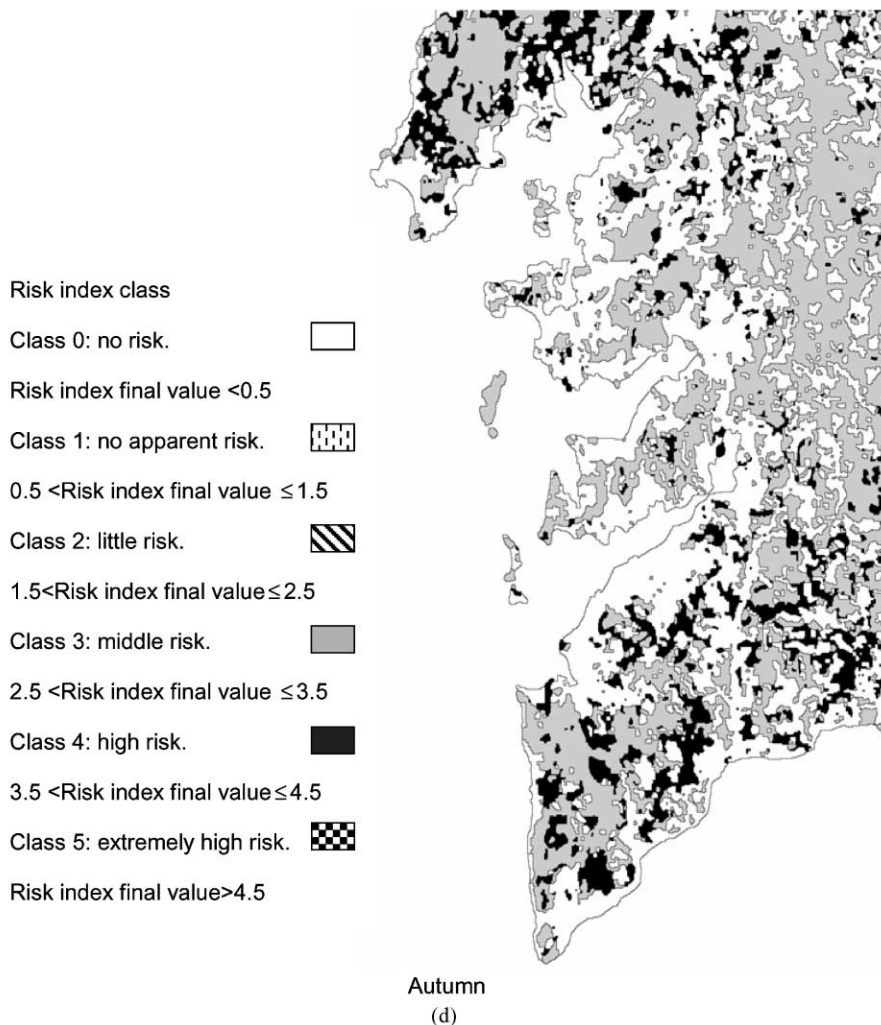 Risk index class
Class 0: no risk.
Risk index final value <0.5
Class 1: no apparent risk.
0.5 <Risk index final value ≤1.5
Class 2: little risk.
1.5<Risk index final value≤2.5
Class 3: middle risk.
2.5 <Risk index final value ≤3.5
Class 4: high risk.
3.5 <Risk index final value≤4.5
Class 5: extremely high risk.
Risk index final value>4.5
Autumn
(d)